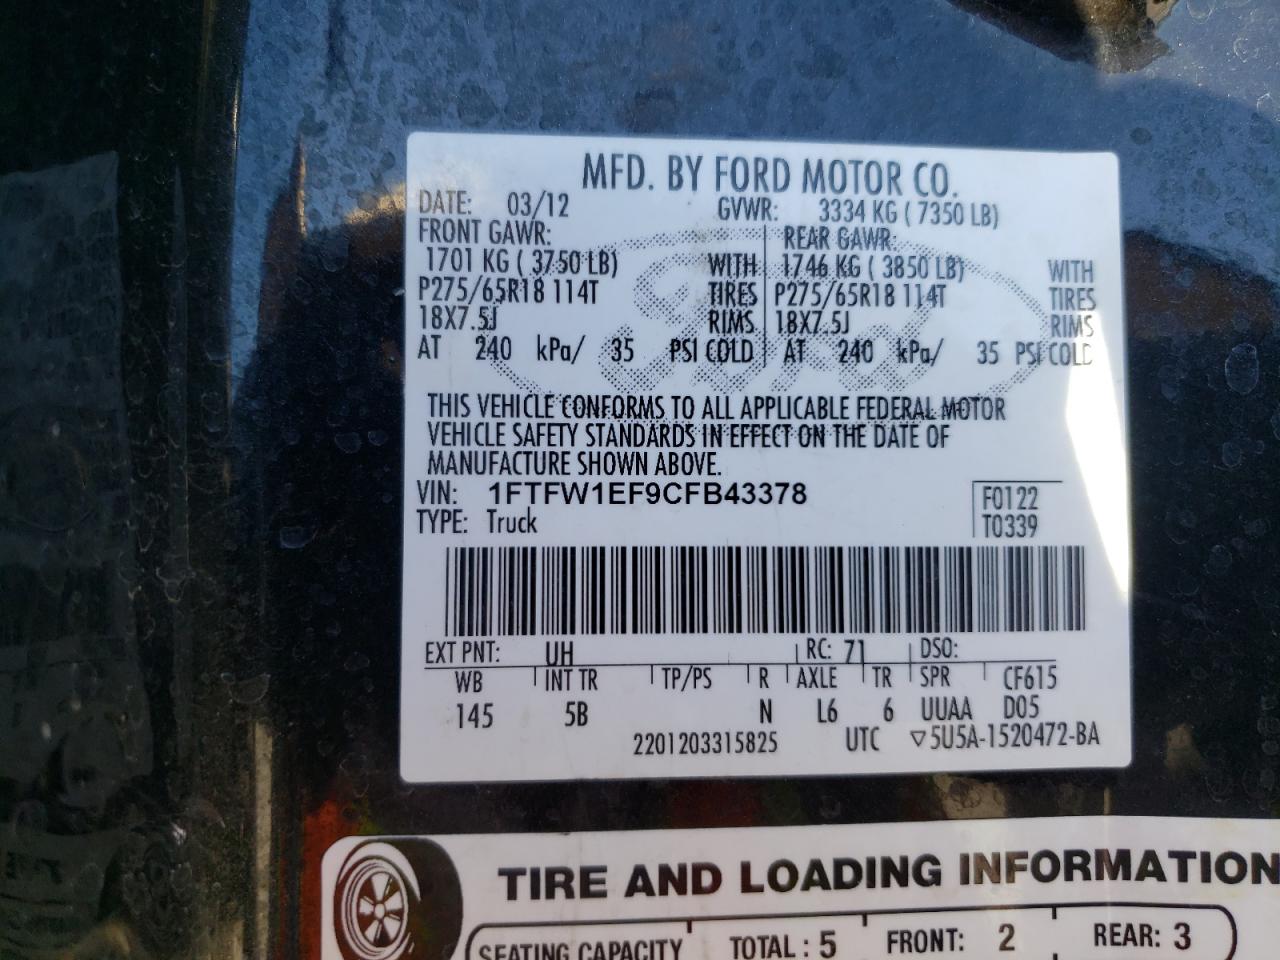 MFD. BY FORD MOTOR CO.
DATE: 03/12 GVWR: 3334 KG ( 7350 LB)
FRONT GAWR: REAR GAWR:
1701 KG ( 3750 LB) WITH 1746 KG ( 3850 LB) WITH
P275/65R18 114T TIRES P275/65R18 114T TIRES
18X7.5J RIMS 18X7.5J RIMS
AT 240 kPa/ 35 PSI COLD AT 240 kPa/ 35 PSI COLD
THIS VEHICLE CONFORMS TO ALL APPLICABLE FEDERAL MOTOR
VEHICLE SAFETY STANDARDS IN EFFECT ON THE DATE OF
MANUFACTURE SHOWN ABOVE.
VIN: 1FTFW1EF9CFB43378 F0122
TYPE: Truck T0339
EXT PNT: UH RC: 71 DSO:
WB INT TR TP/PS R AXLE TR SPR CF615
145 5B N L6 6 UUAA D05
2201203315825 UTC ▽5U5A-1520472-BA
TIRE AND LOADING INFORMATION
SEATING CAPACITY TOTAL : 5 FRONT: 2 REAR: 3